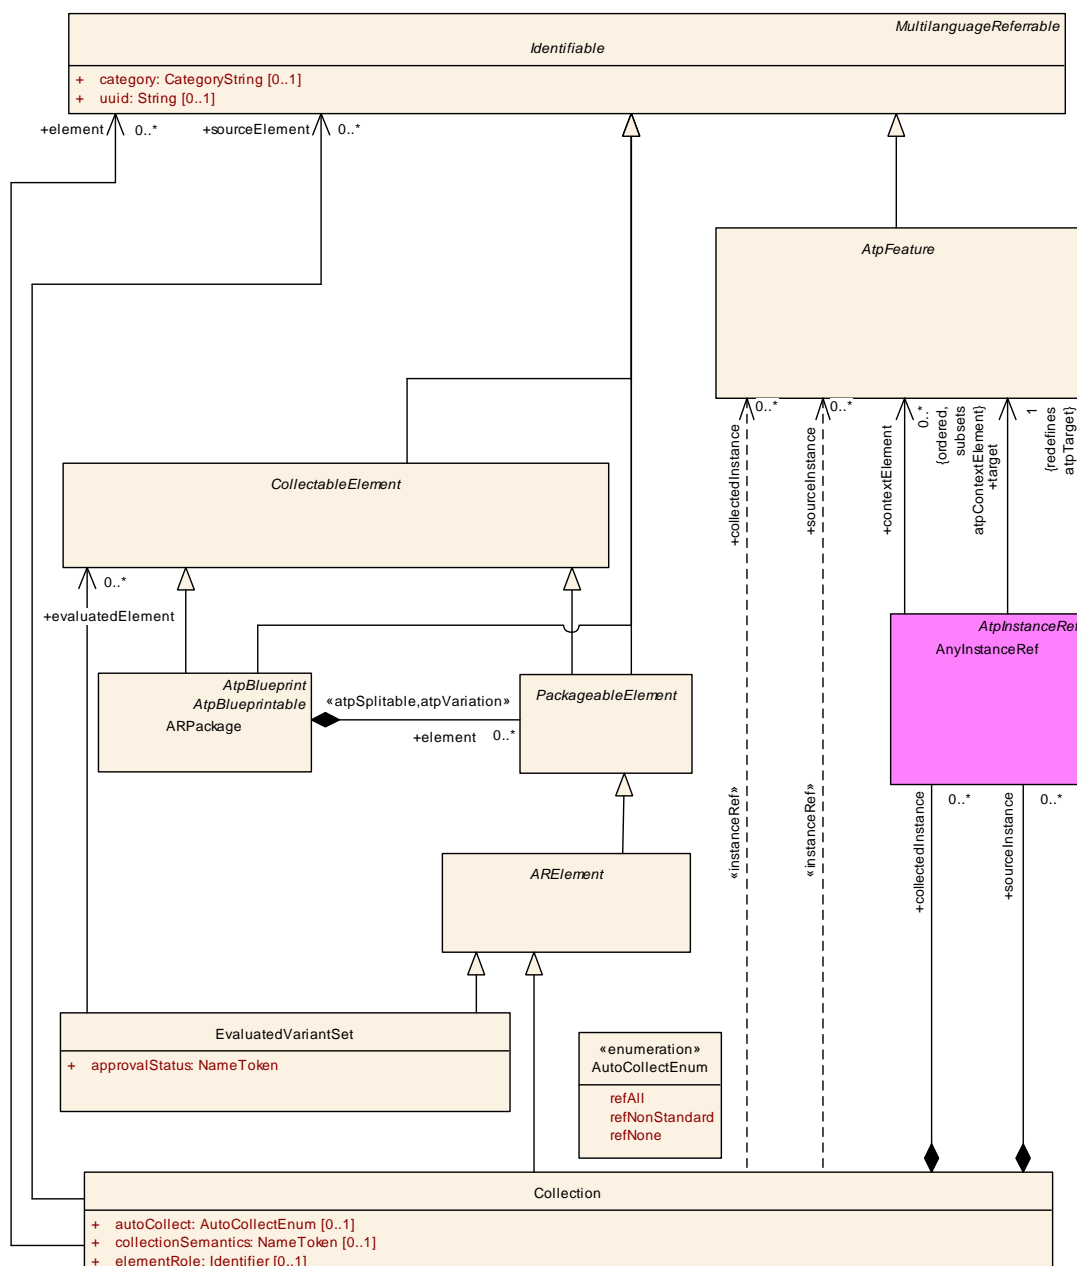 MultilanguageReferrable
Identifiable
+ category: CategoryString [0..1]
+ uuid: String [0..1]
+element
0..*
+sourceElement
0..*
AtpFeature
0..*
0..*
+collectedInstance
+sourceInstance
+contextElement
0..*
{ordered,
subsets
atpContextElement}
+target
1
{redefines
atpTarget}
CollectableElement
0..*
+evaluatedElement
AtpBlueprint
AtpBlueprintable
ARPackage
«atpSplitable,atpVariation»
+element
0..*
PackageableElement
AtpInstanceRef
AnyInstanceRef
«instanceRef»
«instanceRef»
+collectedInstance
0..*
+sourceInstance
0..*
ARElement
EvaluatedVariantSet
+ approvalStatus: NameToken
«enumeration»
AutoCollectEnum
refAll
refNonStandard
refNone
Collection
+ autoCollect: AutoCollectEnum [0..1]
+ collectionSemantics: NameToken [0..1]
+ elementRole: Identifier [0..1]